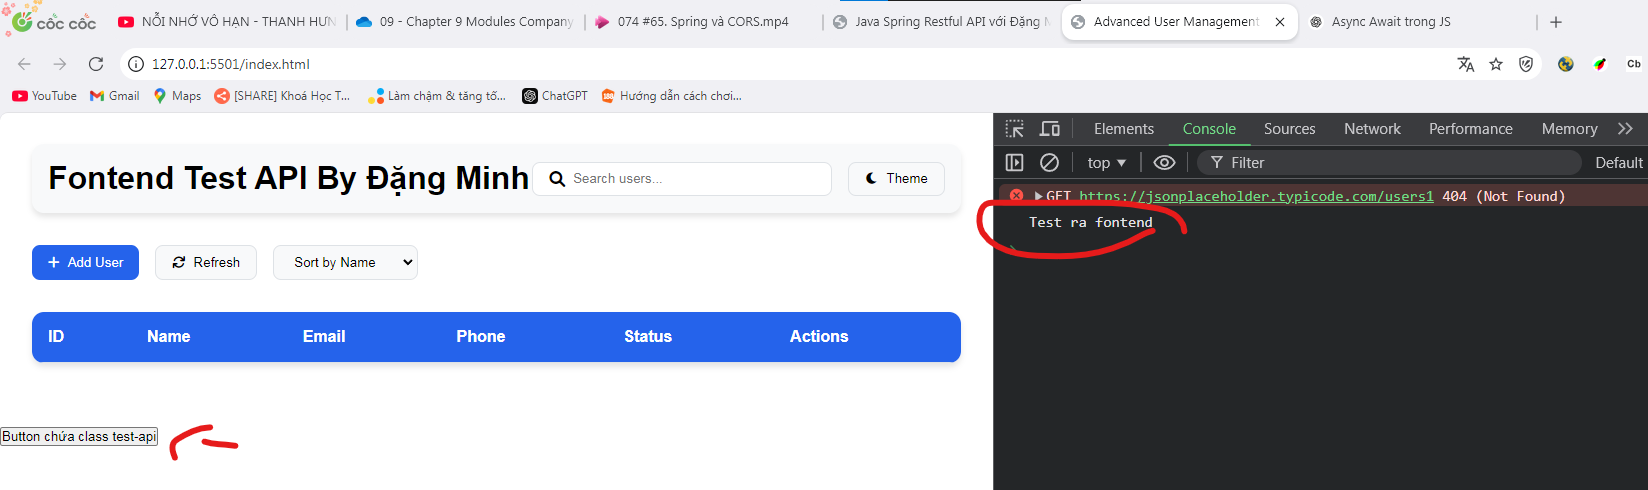 cốc cốc
NỖI NHỚ VÔ HẠN - THANH HƯN
09 - Chapter 9 Modules Company
074 #65. Spring và CORS.mp4
Java Spring Restful API với Đặng M
Advanced User Management
Async Await trong JS
127.0.0.1:5501/index.html
Cb
YouTube
Gmail
Maps
[SHARE] Khoá Học T...
Làm chậm & tăng tố...
ChatGPT
Hướng dẫn cách chơi...
Elements
Console
Sources
Network
Performance
Memory
top
Filter
Default
GET https://jsonplaceholder.typicode.com/users1 404 (Not Found)
Test ra fontend
Fontend Test API By Đặng Minh
Search users...
Theme
Add User
Refresh
Sort by Name
ID
Name
Email
Phone
Status
Actions
Button chứa class test-api